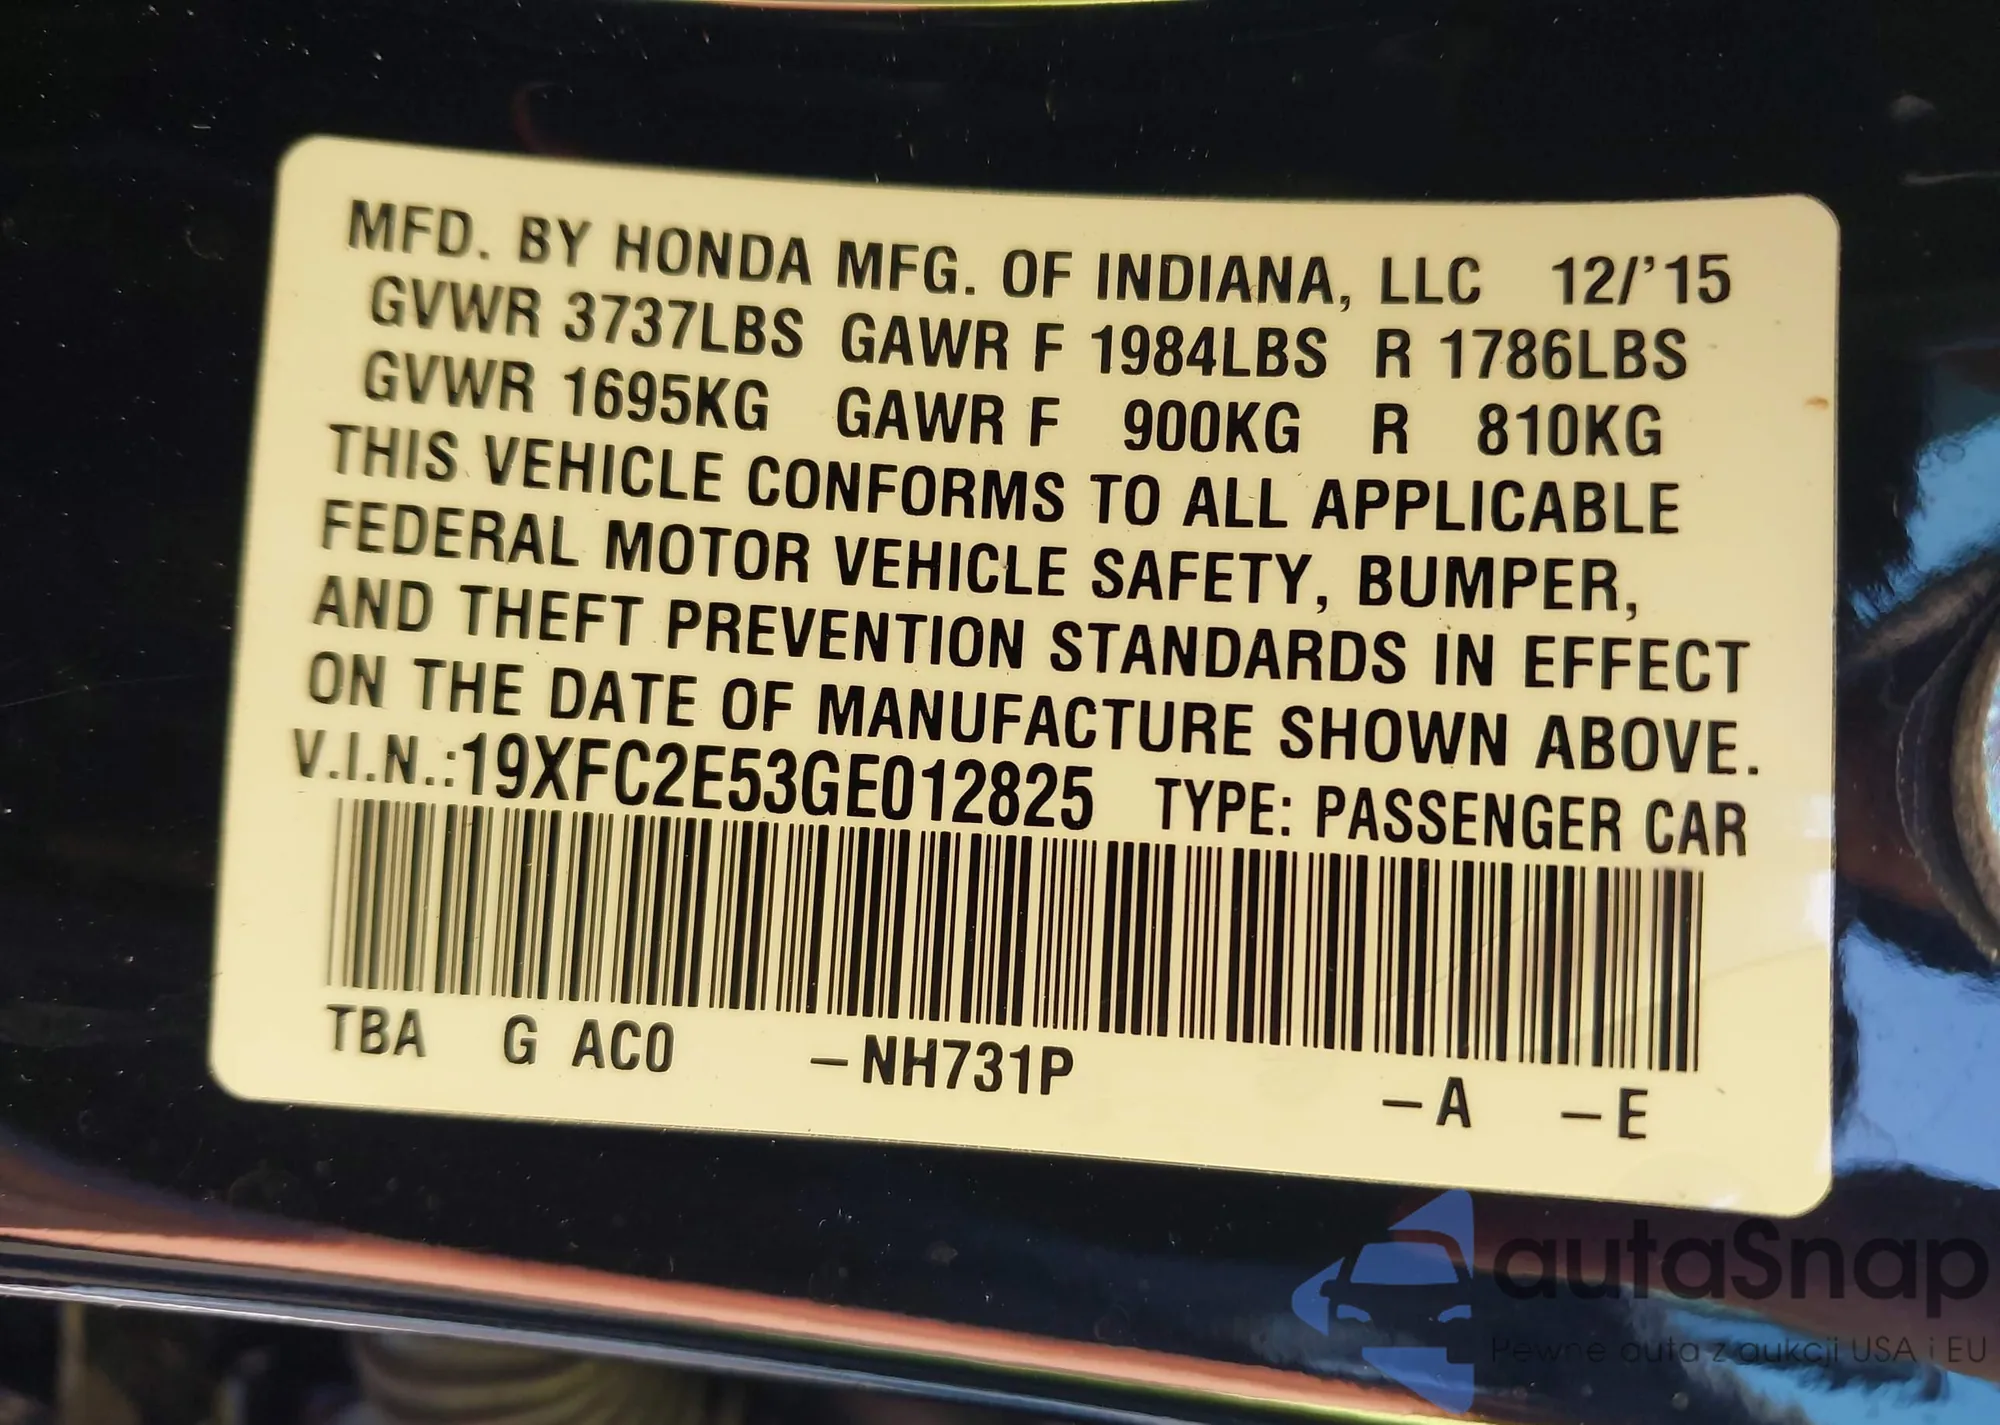 MFD. BY HONDA MFG. OF INDIANA, LLC 12/'15
GVWR 3737LBS GAWR F 1984LBS R 1786LBS
GVWR 1695KG GAWR F 900KG R 810KG
THIS VEHICLE CONFORMS TO ALL APPLICABLE
FEDERAL MOTOR VEHICLE SAFETY, BUMPER,
AND THEFT PREVENTION STANDARDS IN EFFECT
ON THE DATE OF MANUFACTURE SHOWN ABOVE.
V.I.N.:19XFC2E53GE012825 TYPE: PASSENGER CAR
TBA G AC0 –NH731P –A –E
autaSnap
Pewne auta z aukcji USA i EU